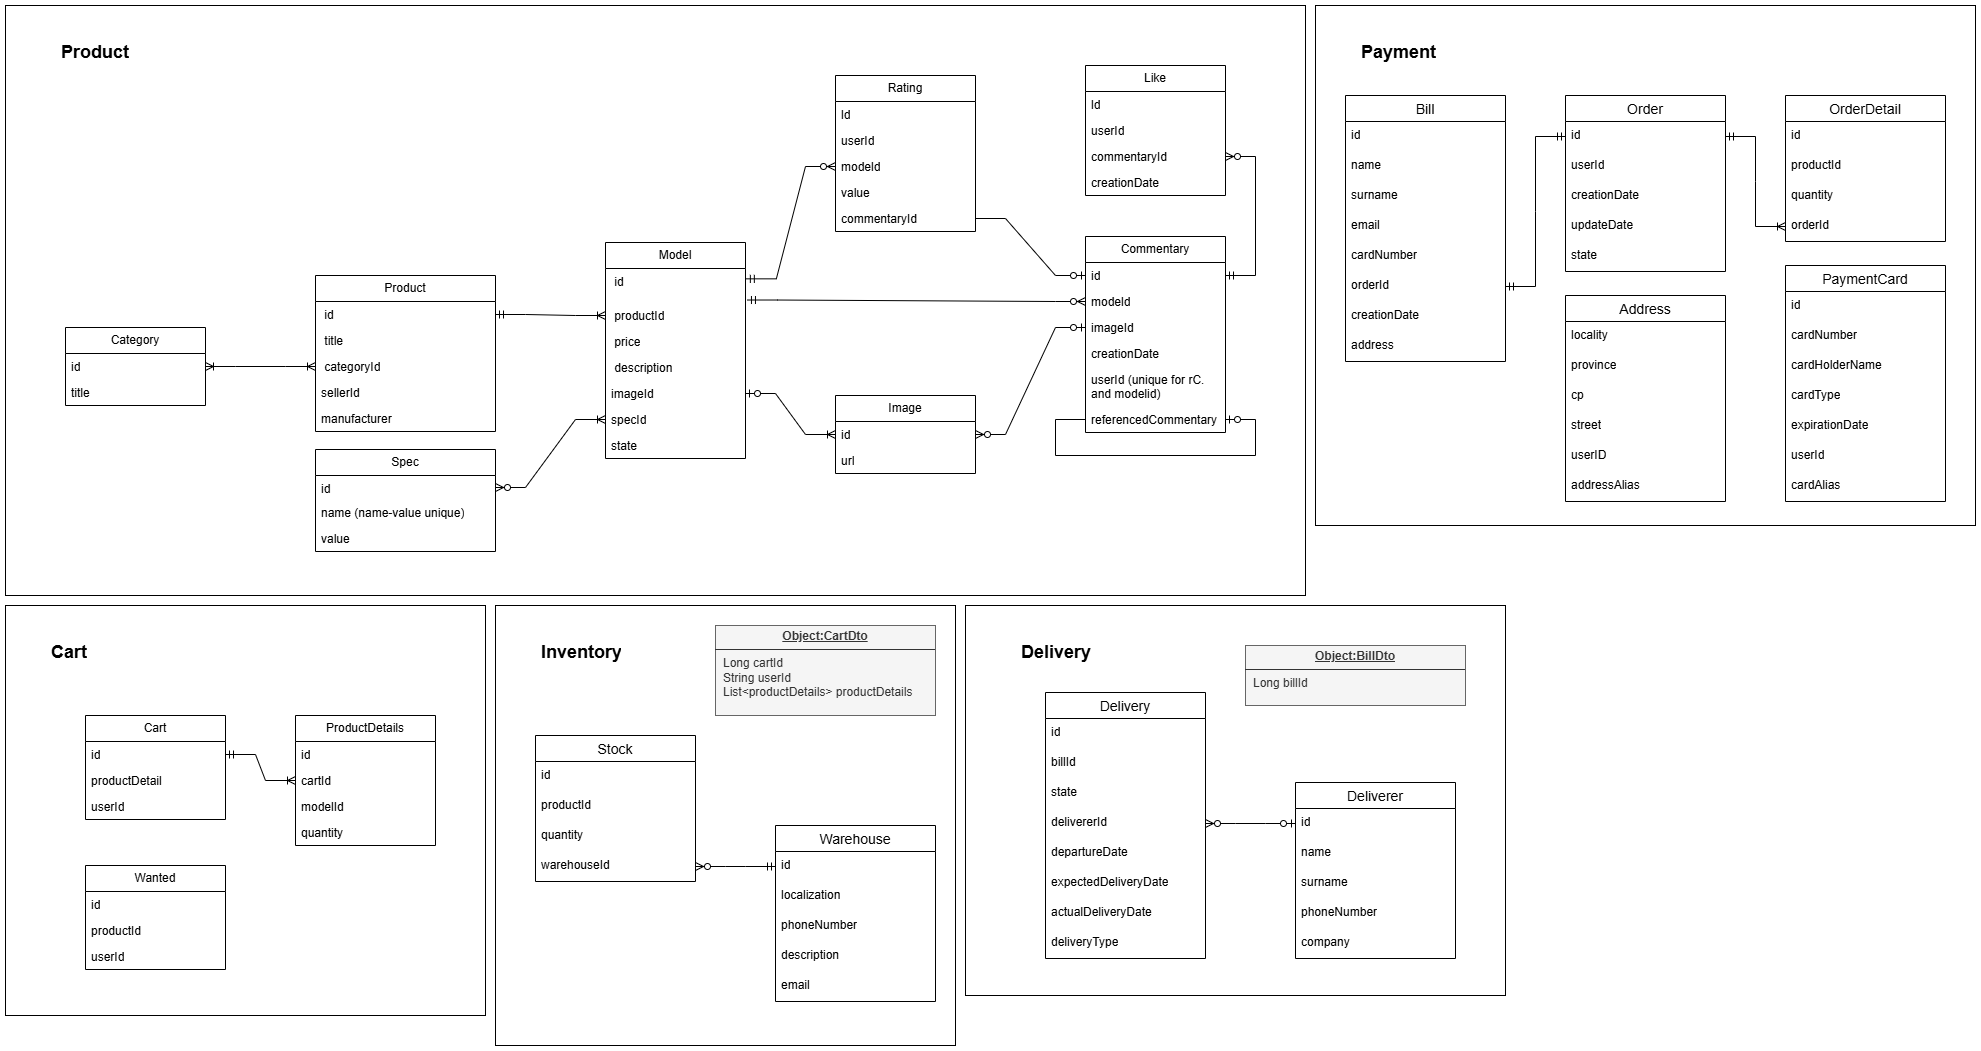 Product
Category
id
title
Product
id
title
categoryId
sellerId
manufacturer
Spec
id
name (name-value unique)
value
Model
id
productId
price
description
imageId
specId
state
Rating
Id
userId
modeId
value
commentaryId
Image
id
url
Like
Id
userId
commentaryId
creationDate
Commentary
id
modeId
imageId
creationDate
userId (unique for rC.
and modelid)
referencedCommentary
Payment
Bill
id
name
surname
email
cardNumber
orderId
creationDate
address
Order
id
userId
creationDate
updateDate
state
Address
locality
province
cp
street
userID
addressAlias
OrderDetail
id
productId
quantity
orderId
PaymentCard
id
cardNumber
cardHolderName
cardType
expirationDate
userId
cardAlias
Cart
Cart
id
productDetail
userId
ProductDetails
id
cartId
modelId
quantity
Wanted
id
productId
userId
Inventory
Object:CartDto
Long cartId
String userId
List<productDetails> productDetails
Stock
id
productId
quantity
warehouseId
Warehouse
id
localization
phoneNumber
description
email
Delivery
Object:BillDto
Long billId
Delivery
id
billId
state
delivererId
departureDate
expectedDeliveryDate
actualDeliveryDate
deliveryType
Deliverer
id
name
surname
phoneNumber
company